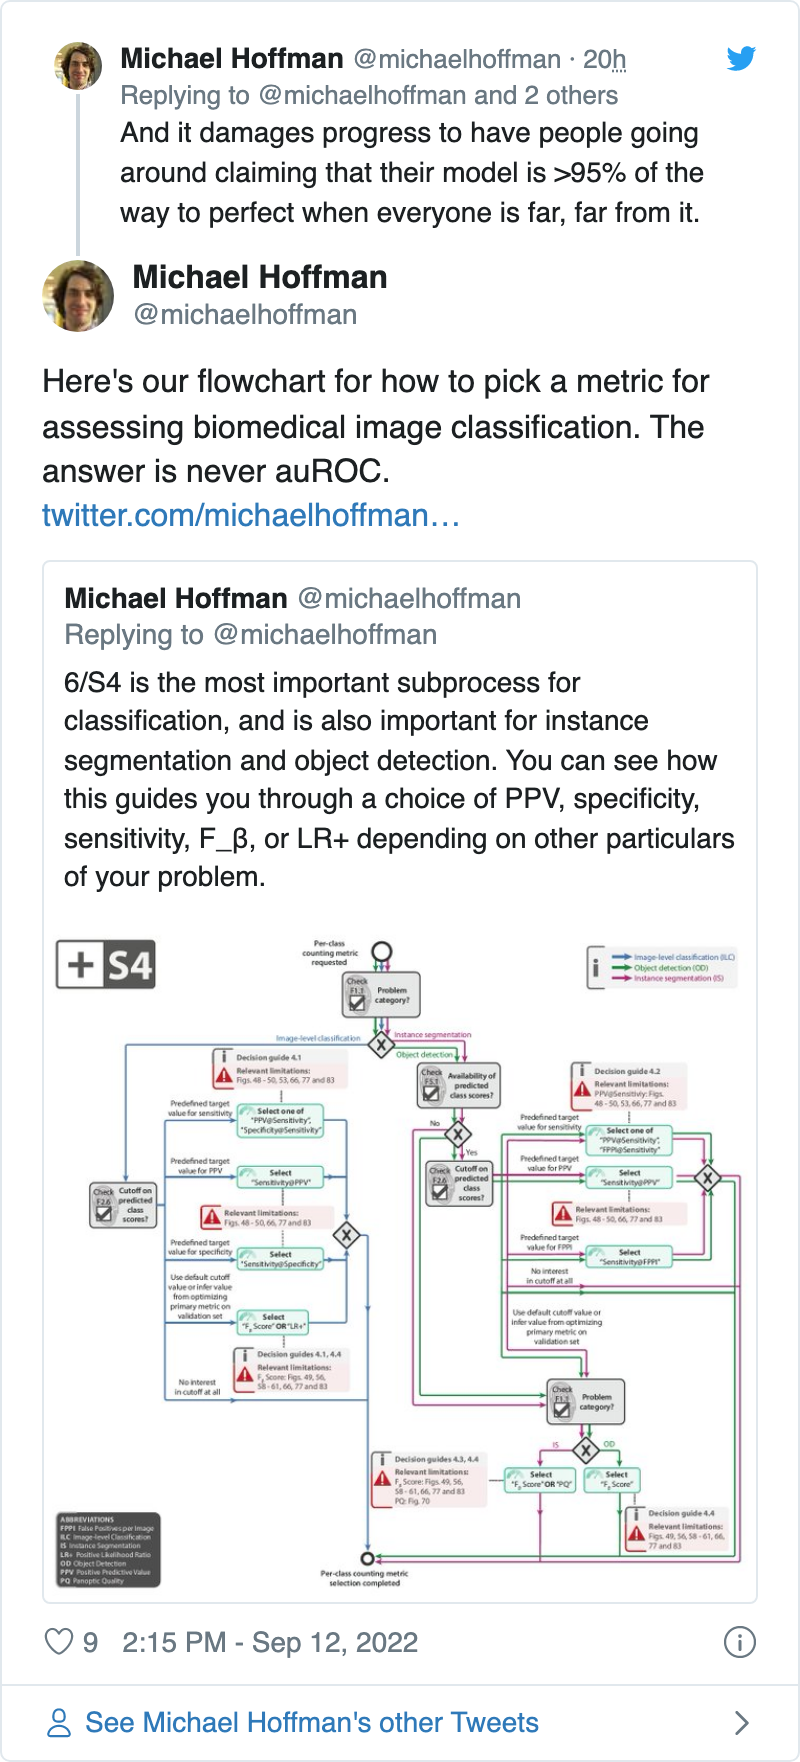 Michael Hoffman @michaelhoffman · 20h
Replying to @michaelhoffman and 2 others
And it damages progress to have people going
around claiming that their model is >95% of the
way to perfect when everyone is far, far from it.
Michael Hoffman
@michaelhoffman
Here's our flowchart for how to pick a metric for
assessing biomedical image classification. The
answer is never auROC.
twitter.com/michaelhoffman…
Michael Hoffman @michaelhoffman
Replying to @michaelhoffman
6/S4 is the most important subprocess for
classification, and is also important for instance
segmentation and object detection. You can see how
this guides you through a choice of PPV, specificity,
sensitivity, F_β, or LR+ depending on other particulars
of your problem.
+ S4
Per-class
counting metric
requested
i
Image-level classification (ILC)
Object detection (OD)
Instance segmentation (IS)
Check
F1.1
Problem
category?
X
Image-level classification
Instance segmentation
Object detection
i
Decision guide 4.1
Relevant limitations:
Figs. 48 - 50, 53, 66, 77 and 83
Predefined target
value for sensitivity
Select one of
"PPV@Sensitivity",
"Specificity@Sensitivity"
Predefined target
value for PPV
Select
"Sensitivity@PPV"
Check
F2.6
Cutoff on
predicted
class
scores?
Relevant limitations:
Figs. 48 - 50, 66, 77 and 83
X
Predefined target
value for specificity
Select
"Sensitivity@Specificity"
Use default cutoff
value or infer value
from optimizing
primary metric on
validation set
Select
"Fβ Score" OR "LR+"
i
Decision guides 4.1, 4.4
Relevant limitations:
Fβ Score: Figs. 49, 56,
58 - 61, 66, 77 and 83
No interest
in cutoff at all
Check
F5.1
Availability of
predicted
class scores?
No
X
Yes
Check
F2.6
Cutoff on
predicted
class
scores?
i
Decision guide 4.2
Relevant limitations:
PPV@Sensitivity: Figs.
48 - 50, 53, 66, 77 and 83
Predefined target
value for sensitivity
Select one of
"PPV@Sensitivity",
"FPPI@Sensitivity"
Predefined target
value for PPV
Select
"Sensitivity@PPV"
X
Relevant limitations:
Figs. 48 - 50, 66, 77 and 83
Predefined target
value for FPPI
Select
"Sensitivity@FPPI"
No interest
in cutoff at all
Use default cutoff value or
infer value from optimizing
primary metric on
validation set
Check
F1.1
Problem
category?
IS
X
OD
i
Decision guides 4.3, 4.4
Relevant limitations:
Fβ Score: Figs. 49, 56,
58 - 61, 66, 77 and 83
PQ: Fig. 70
Select
"Fβ Score" OR "PQ"
Select
"Fβ Score"
i
Decision guide 4.4
Relevant limitations:
Figs. 49, 56, 58 - 61, 66,
77 and 83
ABBREVIATIONS
FPPI False Positives per Image
ILC Image-level Classification
IS Instance Segmentation
LR+ Positive Likelihood Ratio
OD Object Detection
PPV Positive Predictive Value
PQ Panoptic Quality
Per-class counting metric
selection completed
9 2:15 PM - Sep 12, 2022
See Michael Hoffman's other Tweets